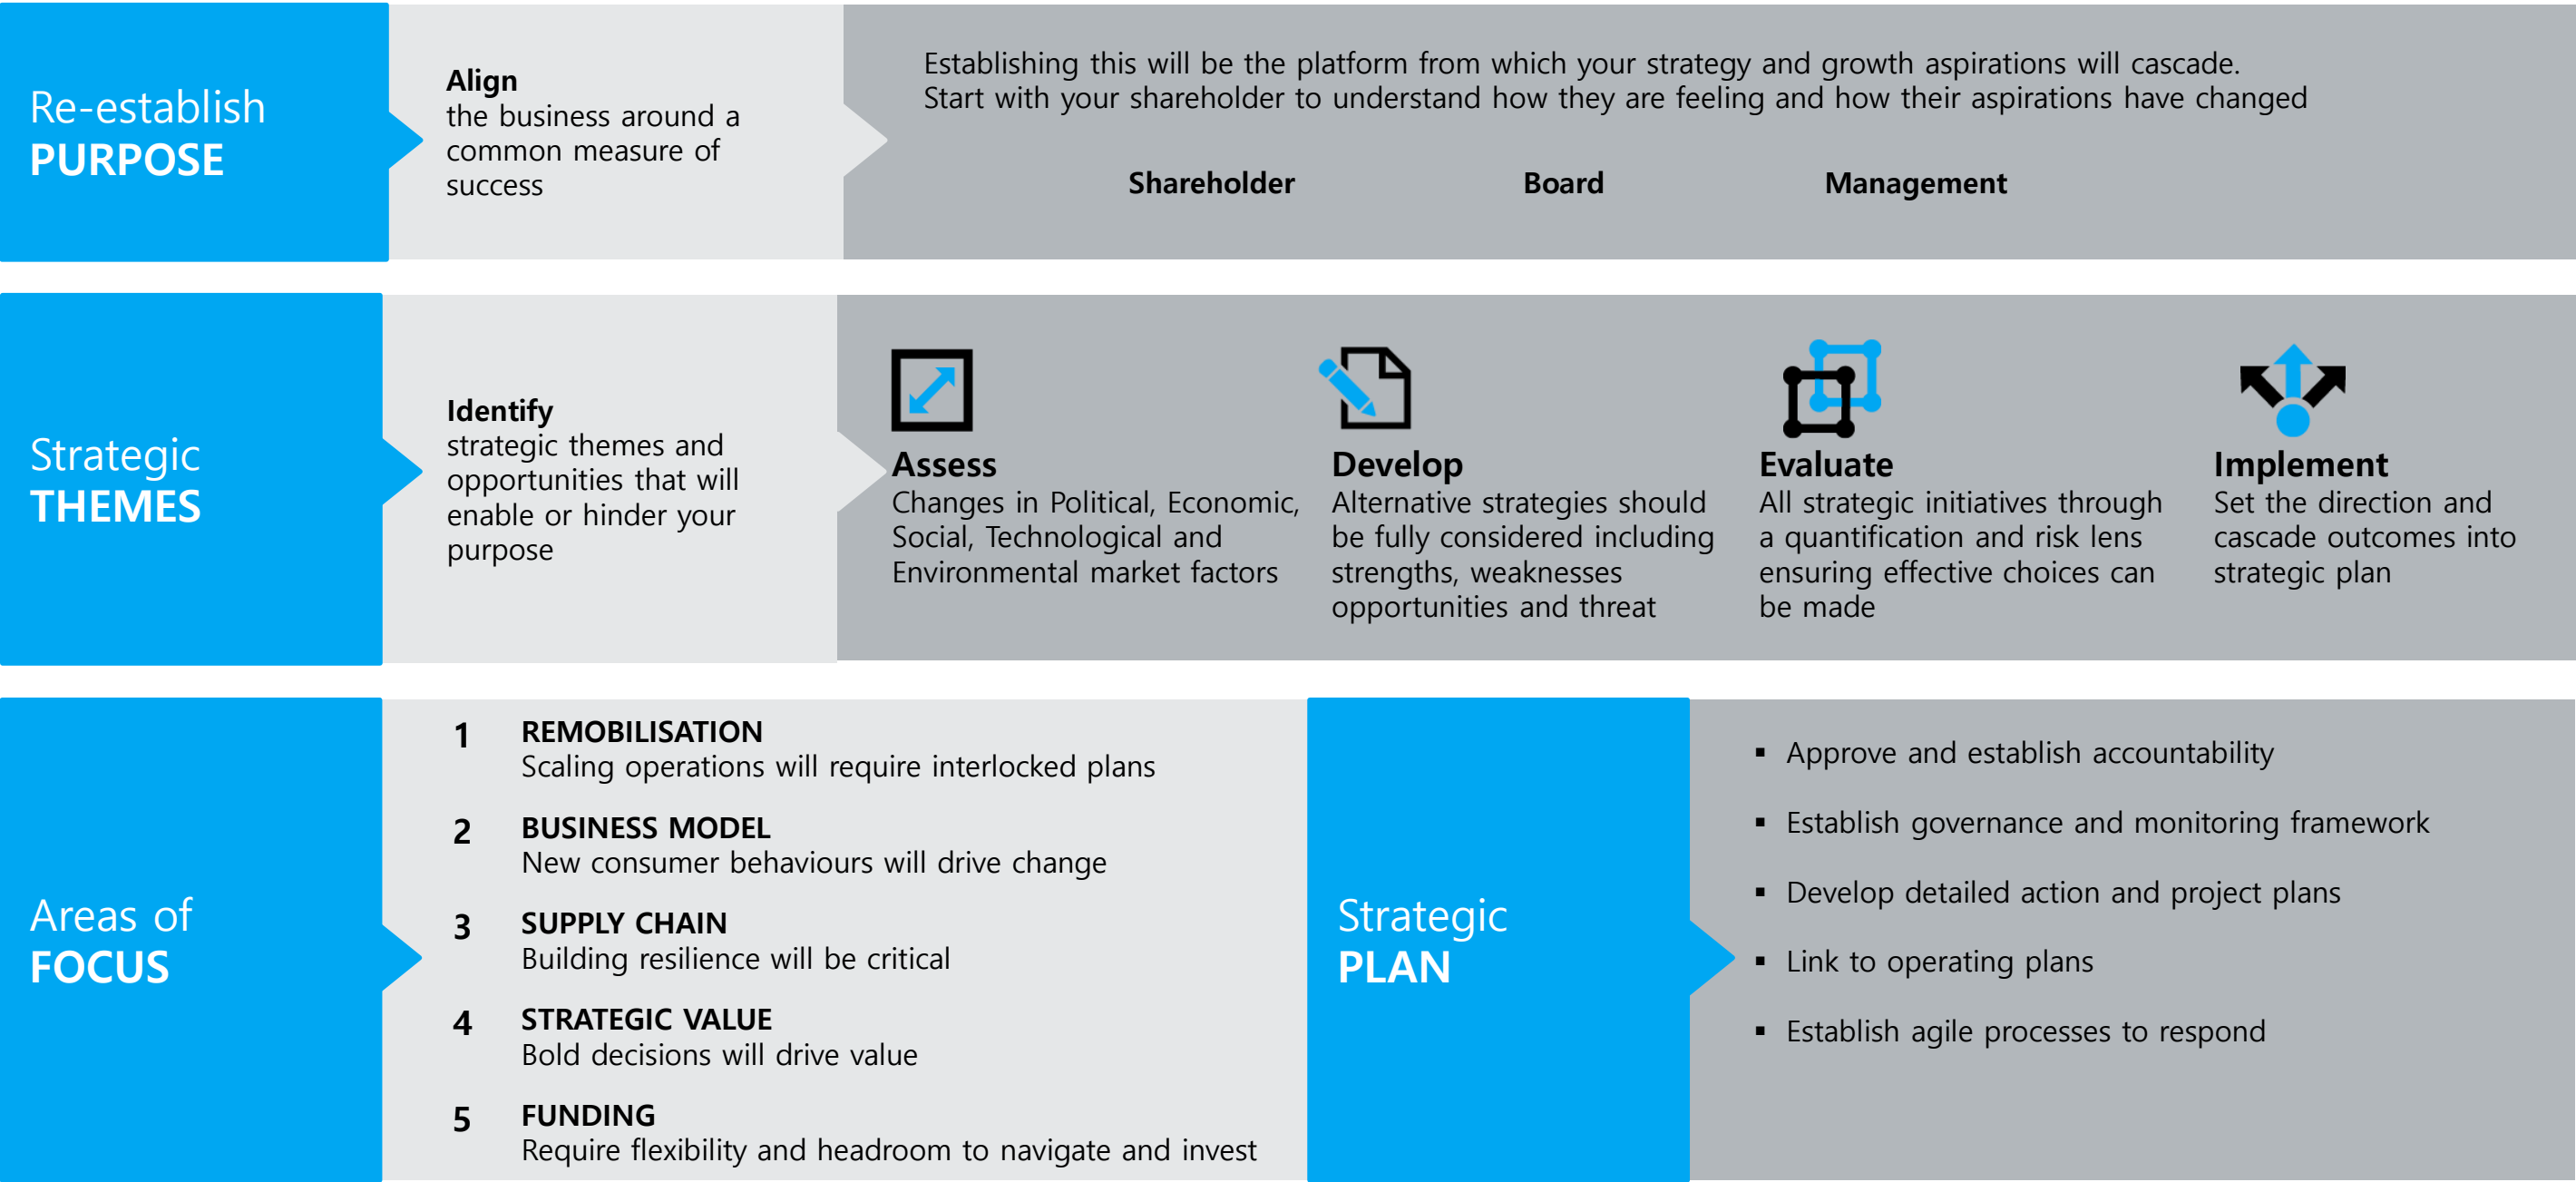 Re-establish
PURPOSE
Align
the business around a
common measure of
success
Establishing this will be the platform from which your strategy and growth aspirations will cascade.
Start with your shareholder to understand how they are feeling and how their aspirations have changed
Shareholder
Board
Management
Strategic
THEMES
Identify
strategic themes and
opportunities that will
enable or hinder your
purpose
Assess
Changes in Political, Economic,
Social, Technological and
Environmental market factors
Develop
Alternative strategies should
be fully considered including
strengths, weaknesses
opportunities and threat
Evaluate
All strategic initiatives through
a quantification and risk lens
ensuring effective choices can
be made
Implement
Set the direction and
cascade outcomes into
strategic plan
Areas of
FOCUS
1 REMOBILISATION
Scaling operations will require interlocked plans
2 BUSINESS MODEL
New consumer behaviours will drive change
3 SUPPLY CHAIN
Building resilience will be critical
4 STRATEGIC VALUE
Bold decisions will drive value
5 FUNDING
Require flexibility and headroom to navigate and invest
Strategic
PLAN
▪ Approve and establish accountability
▪ Establish governance and monitoring framework
▪ Develop detailed action and project plans
▪ Link to operating plans
▪ Establish agile processes to respond